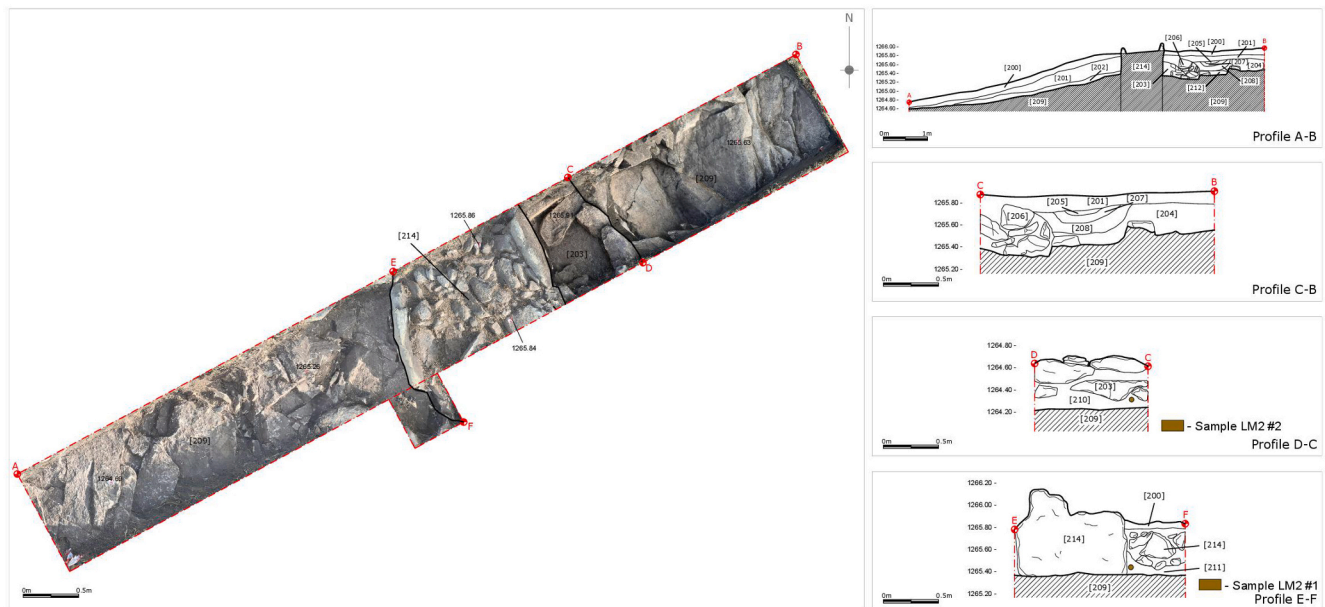 N
B
C
1265.63
[209]
1265.86
[214]
[203]
E
D
1265.84
1265.26
F
A
[209]
1264.69
0m 0.5m
[206] [200]
[205] [201]
1266.00
B
1265.80
[200] [202] [214] [207] [204]
1265.60
[201] [203] [208]
1265.40
1265.20
[212]
1265.00
A
[209] [209]
1264.80
1264.60
0m 1m
Profile A-B
C B
1265.80
[205] [201] [207]
[206] [204]
1265.60
[208]
1265.40
[209]
1265.20
0m 0.5m
Profile C-B
1264.80
D C
1264.60
[203]
1264.40
[210]
1264.20
[209]
- Sample LM2 #2
0m 0.5m
Profile D-C
1266.20
1266.00
[200]
E F
1265.80
[214] [214]
1265.60
[211]
1265.40
[209]
1265.20
- Sample LM2 #1
0m 0.5m
Profile E-F